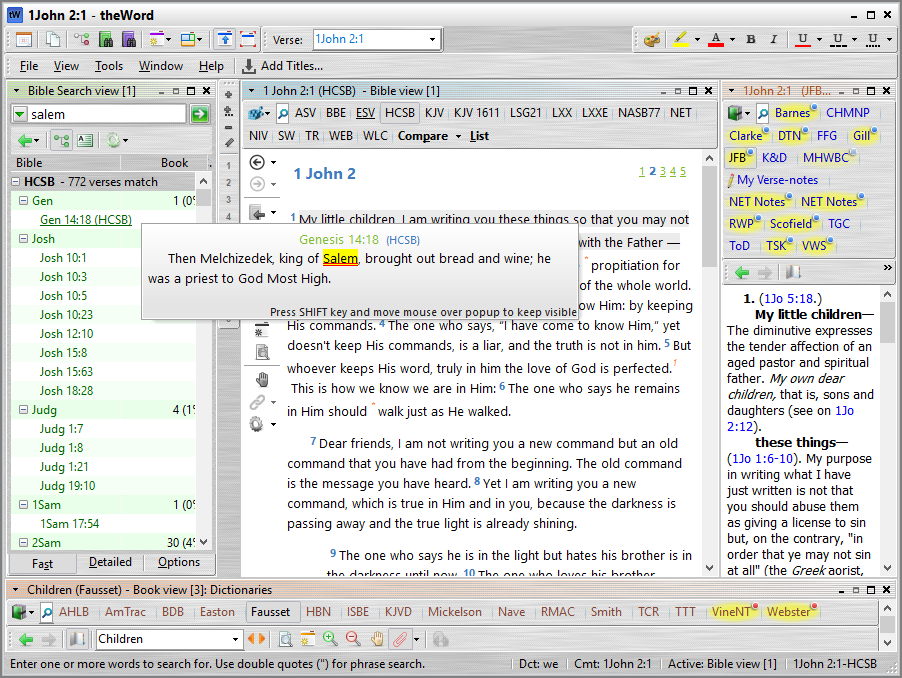 tW 1John 2:1 - theWord
Verse: 1John 2:1 B I A U U U
File View Tools Window Help Add Titles...
Bible Search view [1]
salem
Bible Book
HCSB - 772 verses match
Gen 1 (0%
Gen 14:18 (HCSB)
Josh
Josh 10:1
Josh 10:3
Josh 10:5
Josh 10:23
Josh 12:10
Josh 15:8
Josh 15:63
Josh 18:28
Judg 4 (1%
Judg 1:7
Judg 1:8
Judg 1:21
Judg 19:10
1Sam 1 (0%
1Sam 17:54
2Sam 30 (4%
Fast Detailed Options
1
2
3
4
1 John 2:1 (HCSB) - Bible view [1]
ASV BBE ESV HCSB KJV KJV 1611 LSG21 LXX LXXE NASB77 NET
NIV SW TR WEB WLC Compare List
1 John 2 1 2 3 4 5
1 My little children, I am writing you these things so that you may not
with the Father —
propitiation for
of the whole world.
ow Him: by keeping
His commands. 4 The one who says, "I have come to know Him," yet
doesn't keep His commands, is a liar, and the truth is not in him. 5 But
whoever keeps His word, truly in him the love of God is perfected.
This is how we know we are in Him: 6 The one who says he remains
in Him should walk just as He walked.
7 Dear friends, I am not writing you a new command but an old
command that you have had from the beginning. The old command
is the message you have heard. 8 Yet I am writing you a new
command, which is true in Him and in you, because the darkness is
passing away and the true light is already shining.
9 The one who says he is in the light but hates his brother is in
the darkness until now. 10 The one who loves his brother
Genesis 14:18 (HCSB)
Then Melchizedek, king of Salem, brought out bread and wine; he
was a priest to God Most High.
Press SHIFT key and move mouse over popup to keep visible
1John 2:1 (JFB...
Barnes CHMNP
Clarke DTN FFG Gill
JFB K&D MHWBC
My Verse-notes
NET Notes NET Notes
RWP Scofield TGC
ToD TSK VWS
1. (1Jo 5:18.)
My little children—
The diminutive expresses
the tender affection of an
aged pastor and spiritual
father. My own dear
children, that is, sons and
daughters (see on 1Jo
2:12).
these things—
(1Jo 1:6-10). My purpose
in writing what I have
just written is not that
you should abuse them
as giving a license to sin
but, on the contrary, "in
order that ye may not sin
at all" (the Greek aorist,
Children (Fausset) - Book view [3]: Dictionaries
AHLB AmTrac BDB Easton Fausset HBN ISBE KJVD Mickelson Nave RMAC Smith TCR TTT VineNT Webster
Children
Enter one or more words to search for. Use double quotes (") for phrase search. Dct: we Cmt: 1John 2:1 Active: Bible view [1] 1John 2:1-HCSB